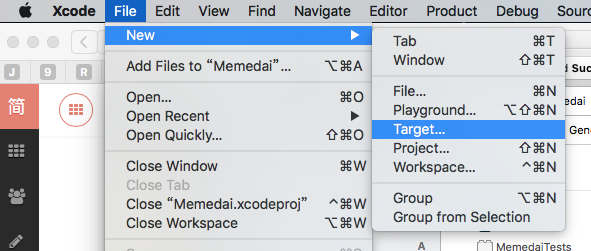 Xcode File Edit View Find Navigate Editor Product Debug Sour
New
Tab ⌘T
Window ⇧⌘T
File... ⌘N
Playground... ⌥⇧⌘N
Target...
Project... ⇧⌘N
Workspace... ^⌘N
Group ⌥⌘N
Group from Selection
Add Files to “Memedai”... ⌥⌘A
Open... ⌘O
Open Recent
Open Quickly... ⇧⌘O
Close Window ⌘W
Close Tab
Close “Memedai.xcodeproj” ^⌘W
Close Workspace ⌥⌘W
J 9 R
简
d Suc
edai
Gene
A
MemedaiTests